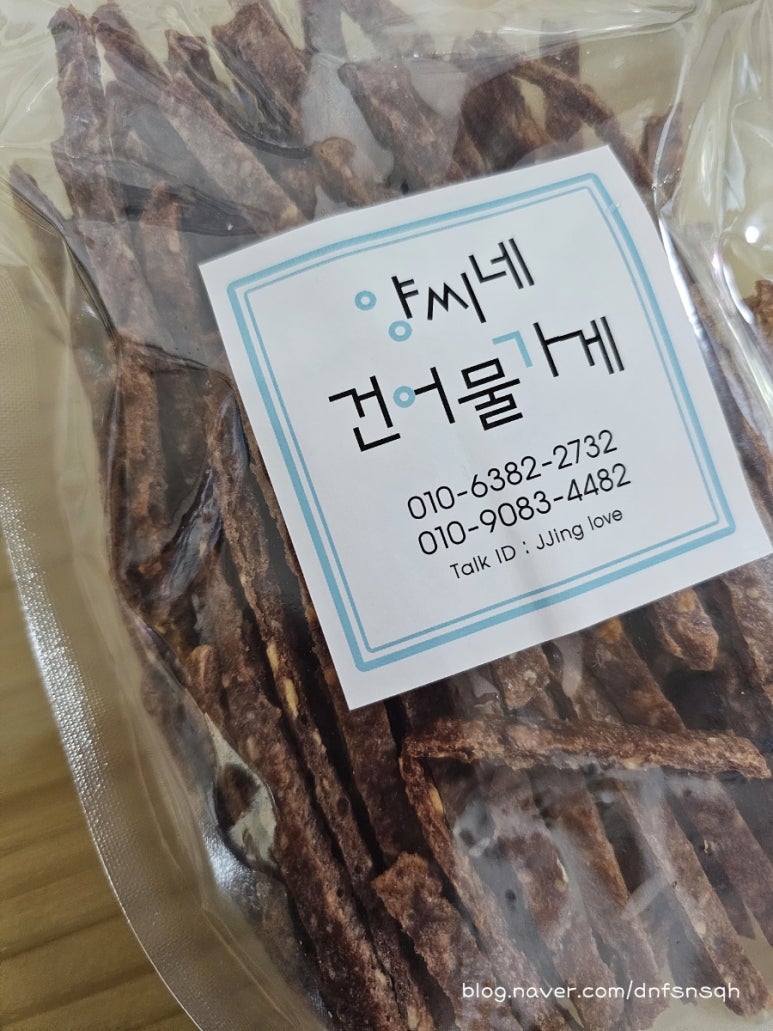 양씨네
건어물가게
010-6382-2732
010-9083-4482
Talk ID : JJing love
blog.naver.com/dnfsnsqh